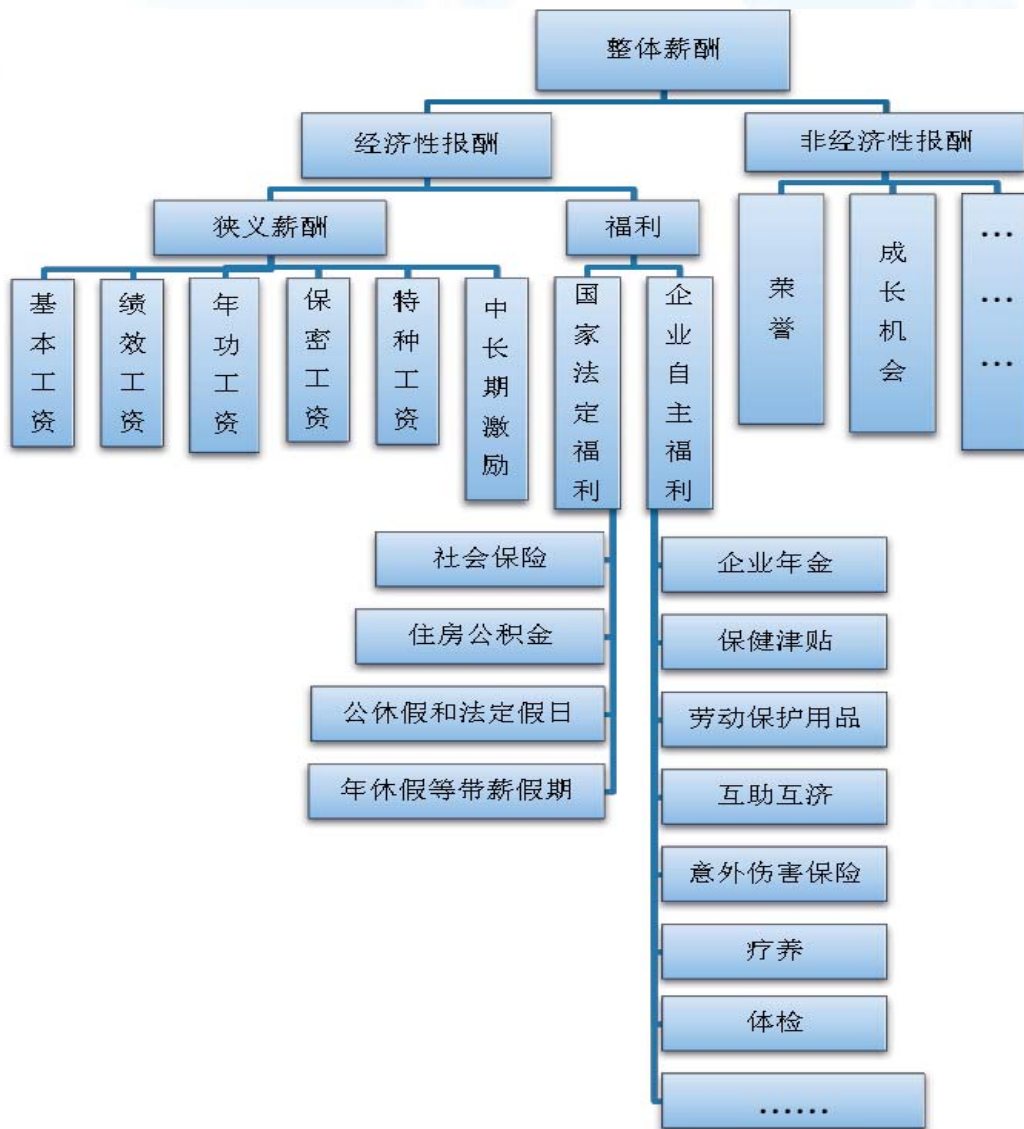 整体薪酬
经济性报酬
非经济性报酬
狭义薪酬
福利
基本工资
绩效工资
年功工资
保密工资
特种工资
中长期激励
国家法定福利
企业自主福利
荣誉
成长机会
…
…
…
社会保险
住房公积金
公休假和法定假日
年休假等带薪假期
企业年金
保健津贴
劳动保护用品
互助互济
意外伤害保险
疗养
体检
……